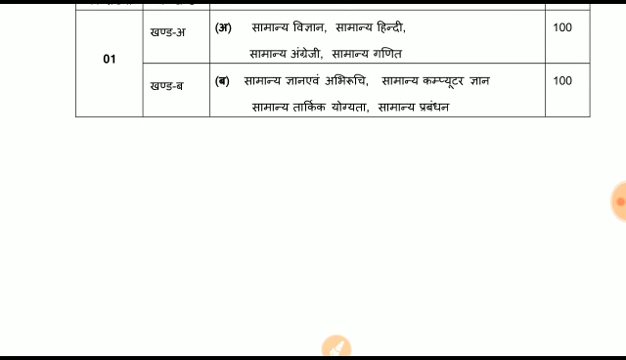 01
खण्ड-अ (अ) सामान्य विज्ञान, सामान्य हिन्दी, 100
सामान्य अंग्रेजी, सामान्य गणित
खण्ड-ब (ब) सामान्य ज्ञानएवं अभिरूचि, सामान्य कम्प्यूटर ज्ञान 100
सामान्य तार्किक योग्यता, सामान्य प्रबंधन